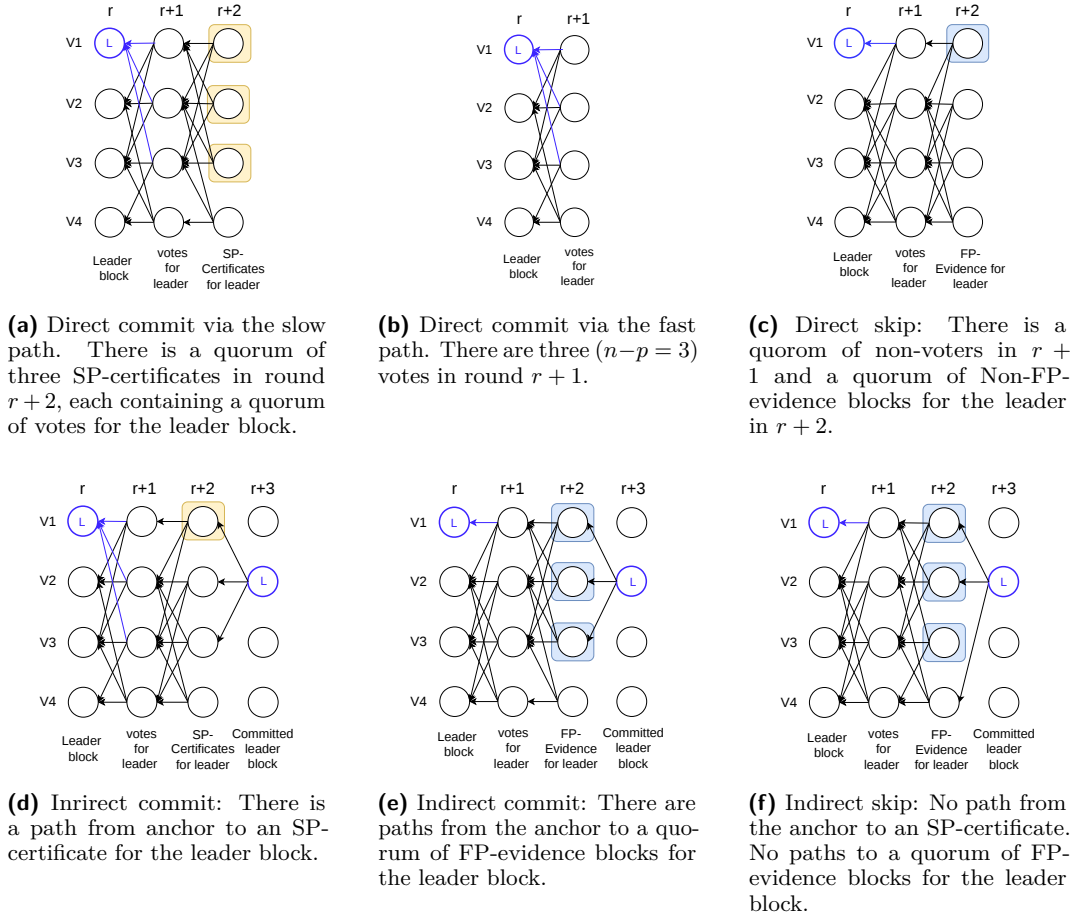 r r+1 r+2
V1 L
V2
V3
V4
Leader block
votes for leader
SP-Certificates for leader
(a) Direct commit via the slow
path. There is a quorum of
three SP-certificates in round
r + 2, each containing a quorum
of votes for the leader block.
r r+1
V1 L
V2
V3
V4
Leader block
votes for leader
(b) Direct commit via the fast
path. There are three (n−p = 3)
votes in round r + 1.
r r+1 r+2
V1 L
V2
V3
V4
Leader block
votes for leader
FP-Evidence for leader
(c) Direct skip: There is a
quorom of non-voters in r +
1 and a quorum of Non-FP-
evidence blocks for the leader
in r + 2.
r r+1 r+2 r+3
V1 L
V2 L
V3
V4
Leader block
votes for leader
SP-Certificates for leader
Committed leader block
(d) Inrirect commit: There is
a path from anchor to an SP-
certificate for the leader block.
r r+1 r+2 r+3
V1 L
V2 L
V3
V4
Leader block
votes for leader
FP-Evidence for leader
Committed leader block
(e) Indirect commit: There are
paths from the anchor to a quo-
rum of FP-evidence blocks for
the leader block.
r r+1 r+2 r+3
V1 L
V2 L
V3
V4
Leader block
votes for leader
FP-Evidence for leader
Committed leader block
(f) Indirect skip: No path from
the anchor to an SP-certificate.
No paths to a quorum of FP-
evidence blocks for the leader
block.